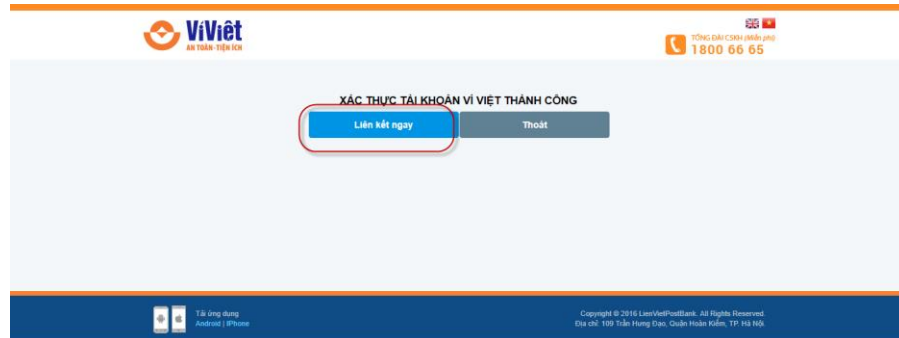 ViViệt
AN TOÀN-TIỆN ÍCH
TỔNG ĐÀI CSKH (Miễn phí)
1800 66 65
XÁC THỰC TÀI KHOẢN VÍ VIỆT THÀNH CÔNG
Liên kết ngay
Thoát
Tải ứng dụng
Android | IPhone
Copyright © 2016 LienVietPostBank. All Rights Reserved.
Địa chỉ: 109 Trần Hưng Đạo, Quận Hoàn Kiếm, TP. Hà Nội.